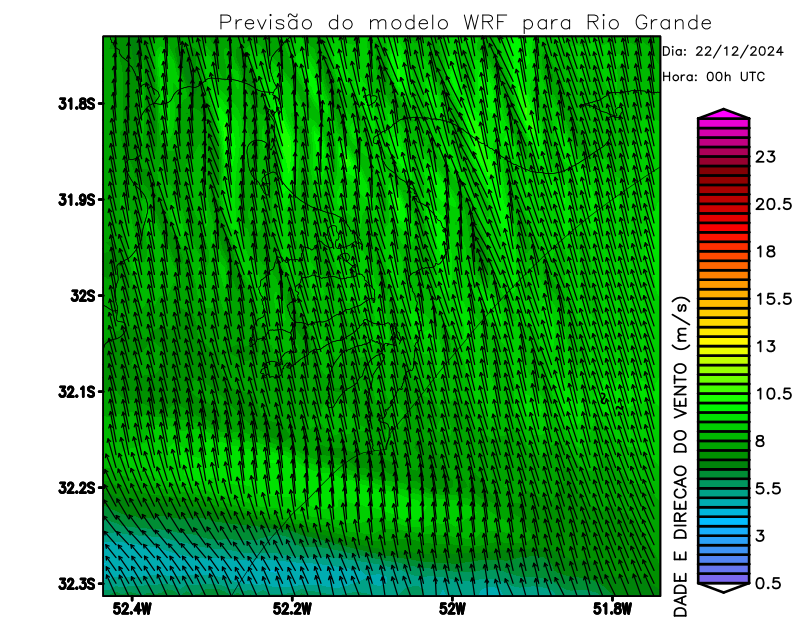 Previsão do modelo WRF para Rio Grande
Dia: 22/12/2024
Hora: 00h UTC
31.8S
31.9S
32S
32.1S
32.2S
32.3S
52.4W
52.2W
52W
51.8W
23
20.5
18
15.5
13
10.5
8
5.5
3
0.5
DADE E DIRECAO DO VENTO (m/s)